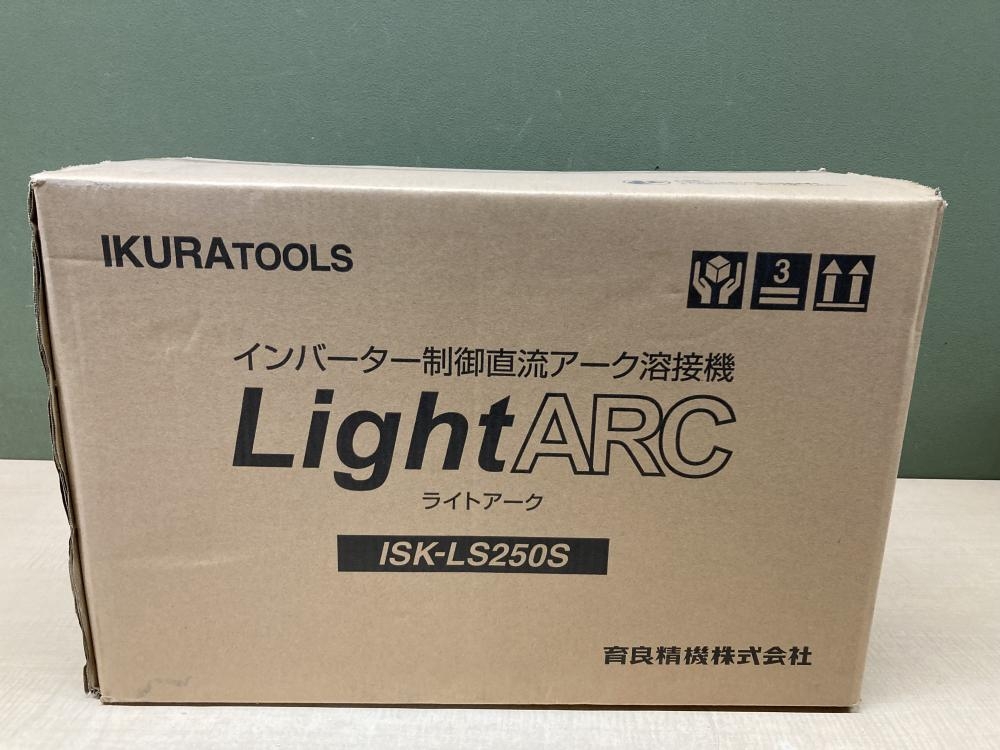 IKURATOOLS
3
インバーター制御直流アーク溶接機
LightARC
ライトアーク
ISK-LS250S
育良精機株式会社